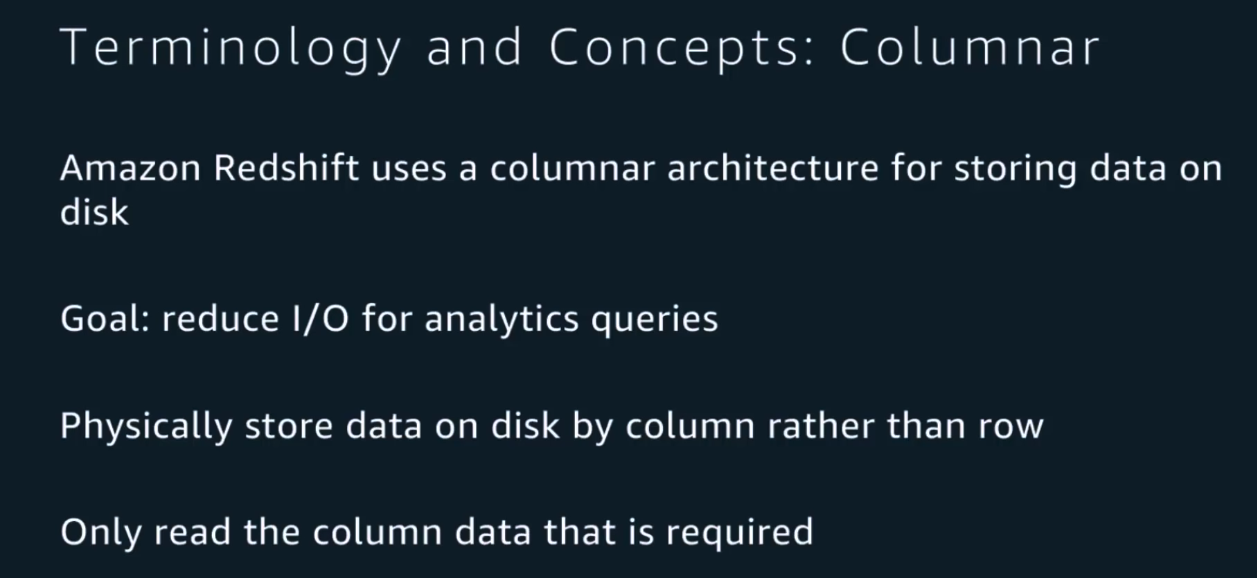 Terminology and Concepts: Columnar
Amazon Redshift uses a columnar architecture for storing data on
disk
Goal: reduce I/O for analytics queries
Physically store data on disk by column rather than row
Only read the column data that is required